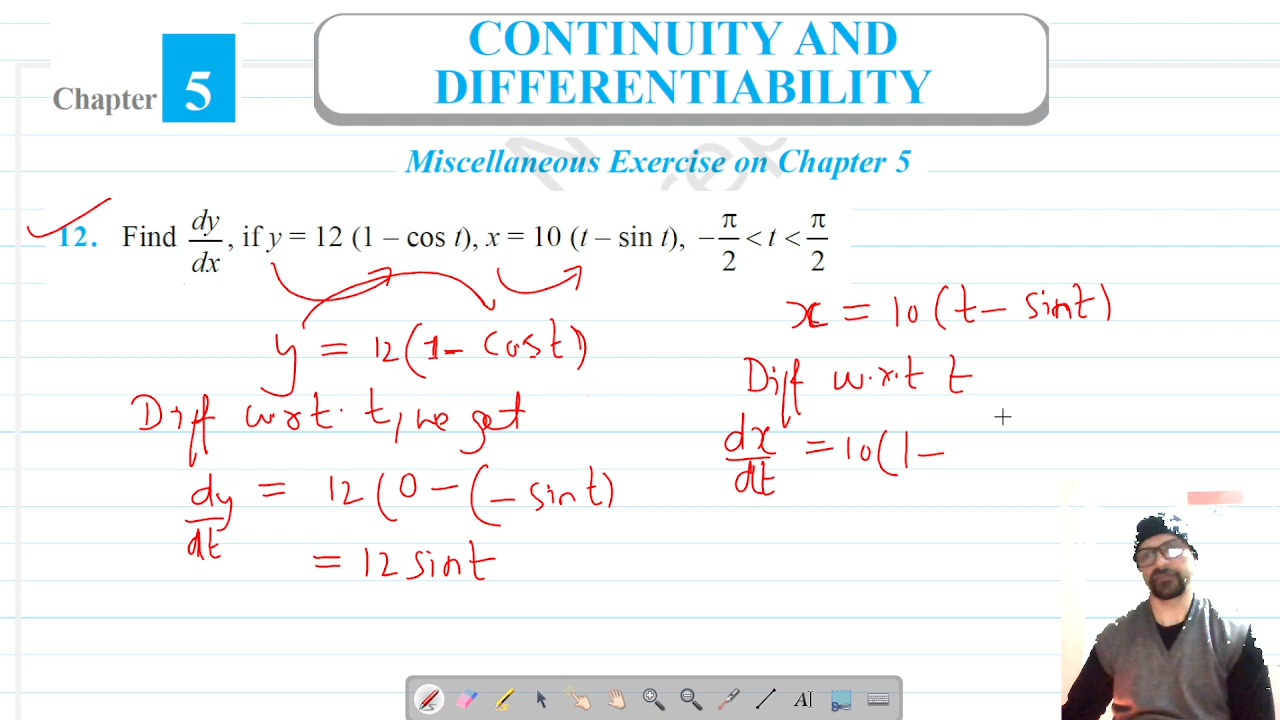 Chapter 5
CONTINUITY AND
DIFFERENTIABILITY
Miscellaneous Exercise on Chapter 5
12. Find dy/dx, if y = 12 (1 – cos t), x = 10 (t – sin t), –π/2 < t < π/2
y = 12(1- cost)
Diff w.r.t. t, we get
dy/dt = 12(0-(-sint)
= 12sint
x = 10(t- sint)
Diff w.r.t t
dx/dt = 10(1-
AI